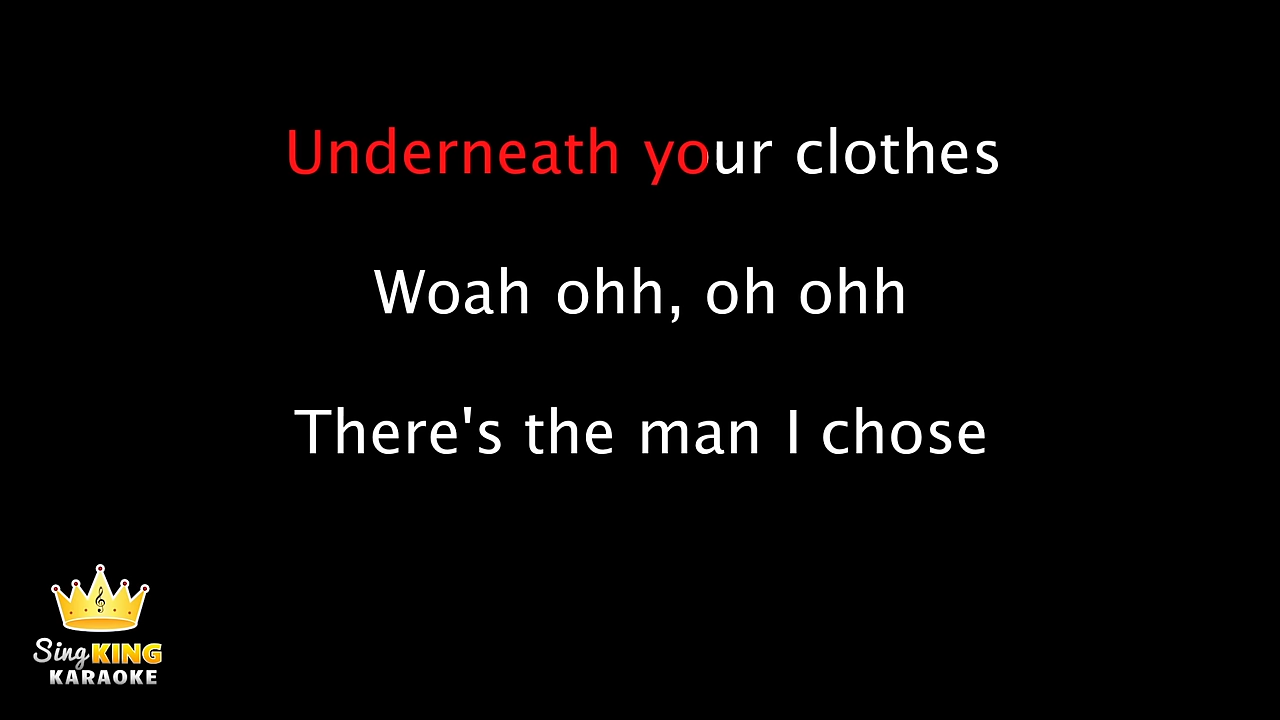 Underneath your clothes
Woah ohh, oh ohh
There's the man I chose
Sing KING
KARAOKE